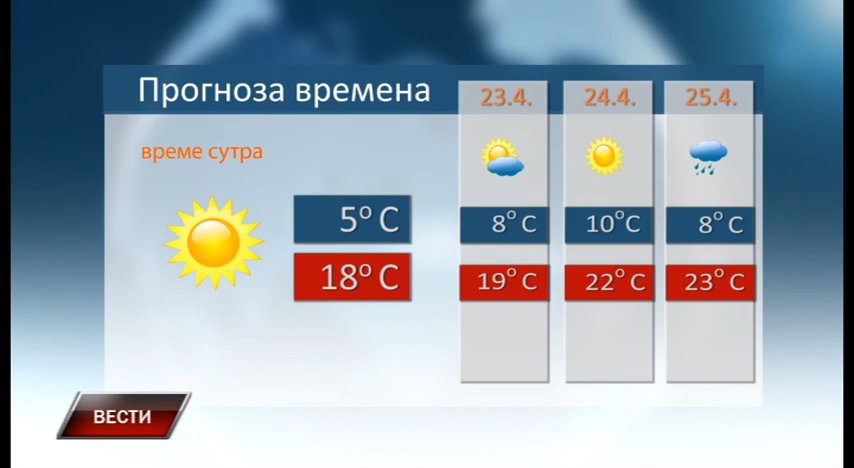 Прогноза времена
23.4.
24.4.
25.4.
време сутра
5° C
8° C
10°C
8° C
18° C
19° C
22° C
23° C
ВЕСТИ